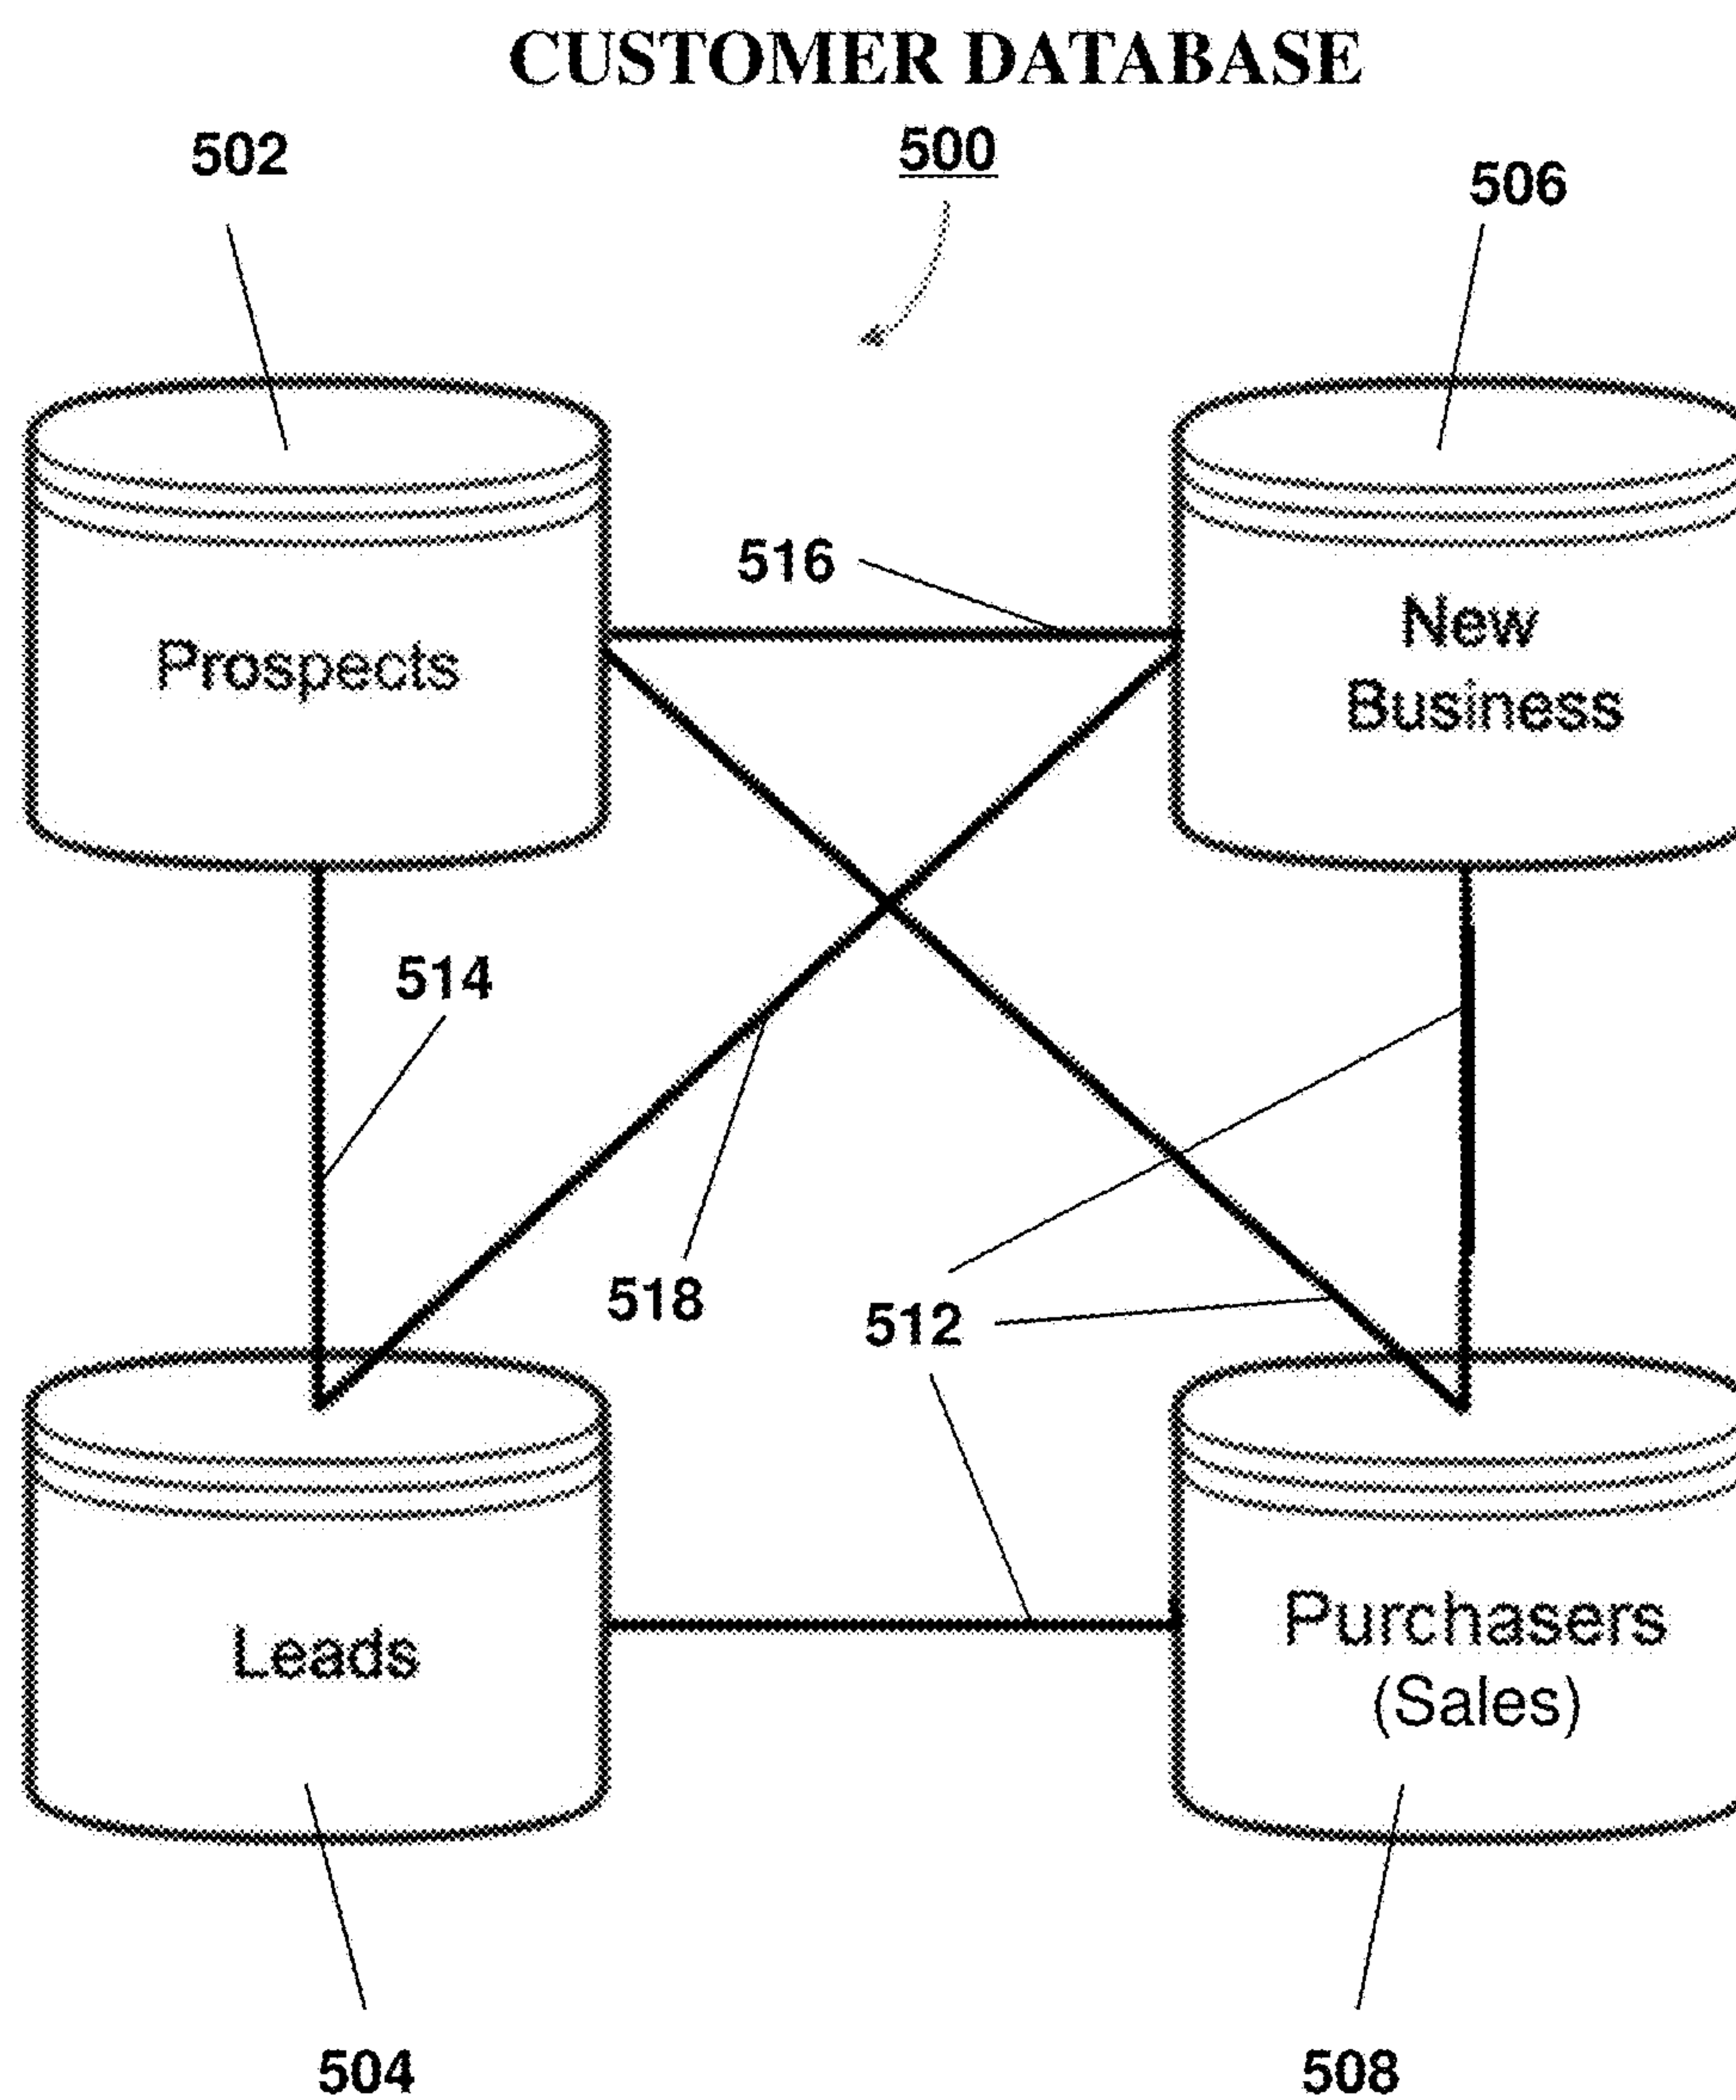 CUSTOMER DATABASE
500
502
506
516
Prospects
New
Business
514
518
512
Leads
Purchasers
(Sales)
504
508